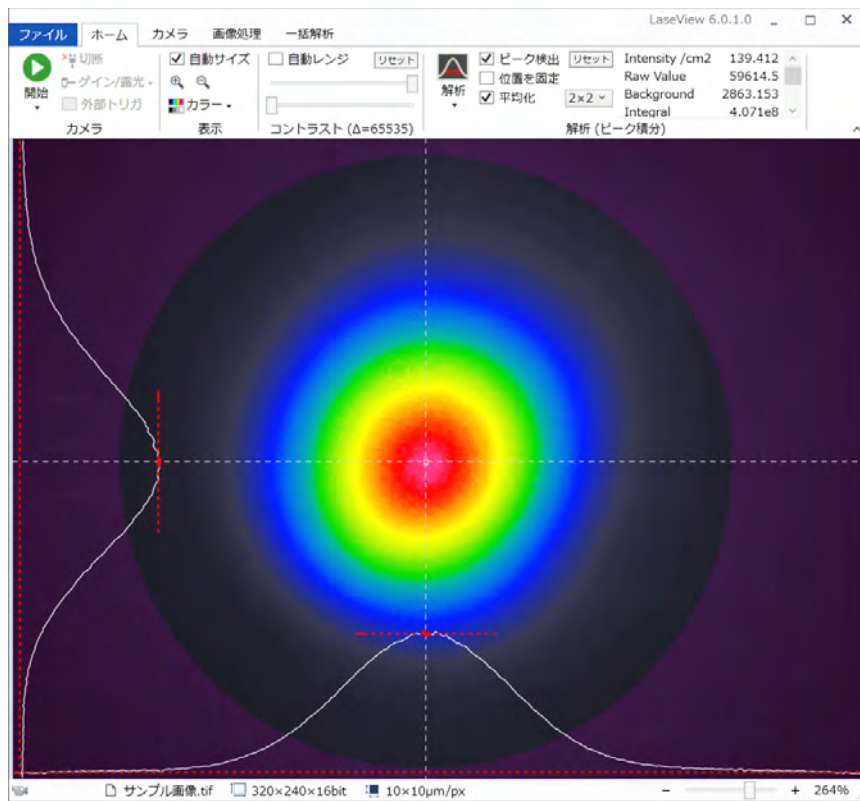 LaseView 6.0.1.0
ファイル ホーム カメラ 画像処理 一括解析
開始
切断
ゲイン/露光
外部トリガ
カメラ
自動サイズ
カラー
表示
自動レンジ リセット
コントラスト (Δ=65535)
解析
ピーク検出 リセット
位置を固定
平均化 2×2
Intensity /cm2 139.412
Raw Value 59614.5
Background 2863.153
Integral 4.071e8
解析 (ピーク積分)
サンプル画像.tif 320×240×16bit 10×10μm/px - + 264%